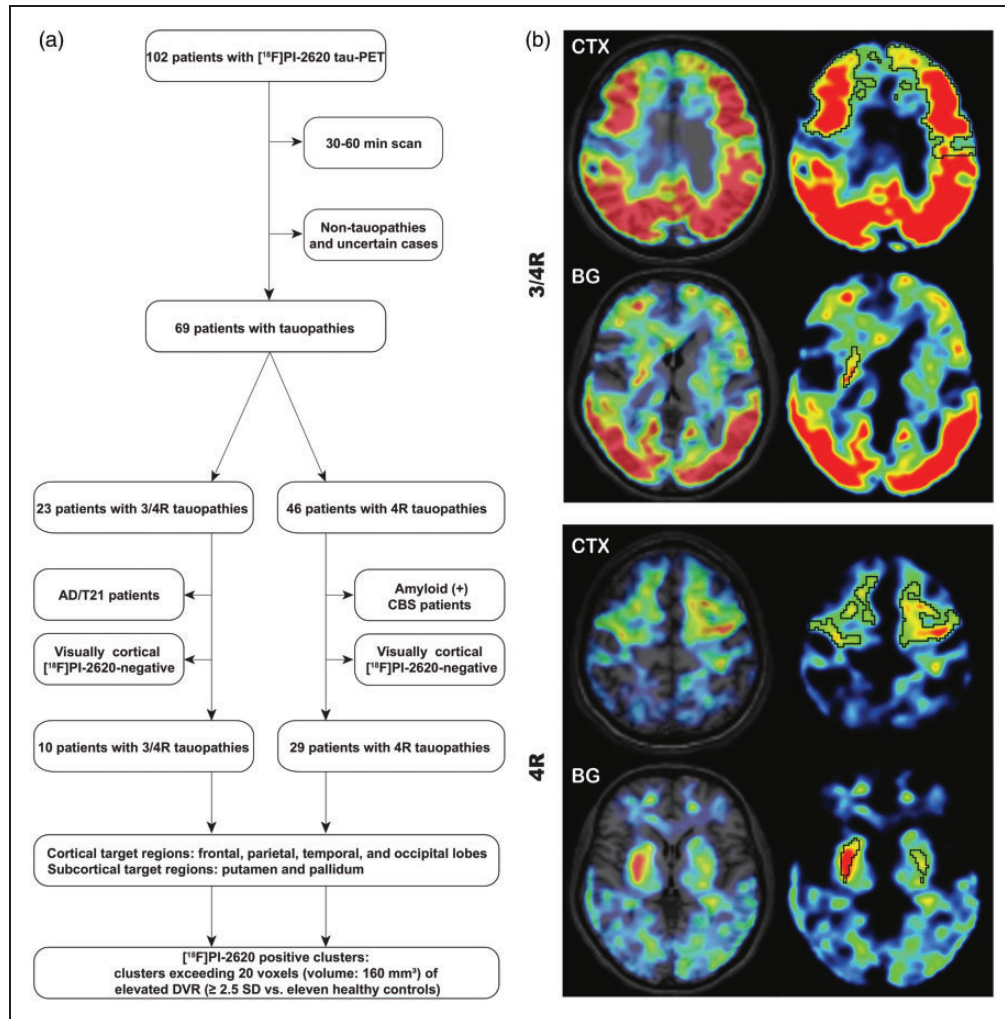 (a)
102 patients with [¹⁸F]PI-2620 tau-PET
30-60 min scan
Non-tauopathies
and uncertain cases
69 patients with tauopathies
23 patients with 3/4R tauopathies
46 patients with 4R tauopathies
AD/T21 patients
Amyloid (+)
CBS patients
Visually cortical
[¹⁸F]PI-2620-negative
Visually cortical
[¹⁸F]PI-2620-negative
10 patients with 3/4R tauopathies
29 patients with 4R tauopathies
Cortical target regions: frontal, parietal, temporal, and occipital lobes
Subcortical target regions: putamen and pallidum
[¹⁸F]PI-2620 positive clusters:
clusters exceeding 20 voxels (volume: 160 mm³) of
elevated DVR (≥ 2.5 SD vs. eleven healthy controls)
(b)
CTX
3/4R
BG
CTX
4R
BG